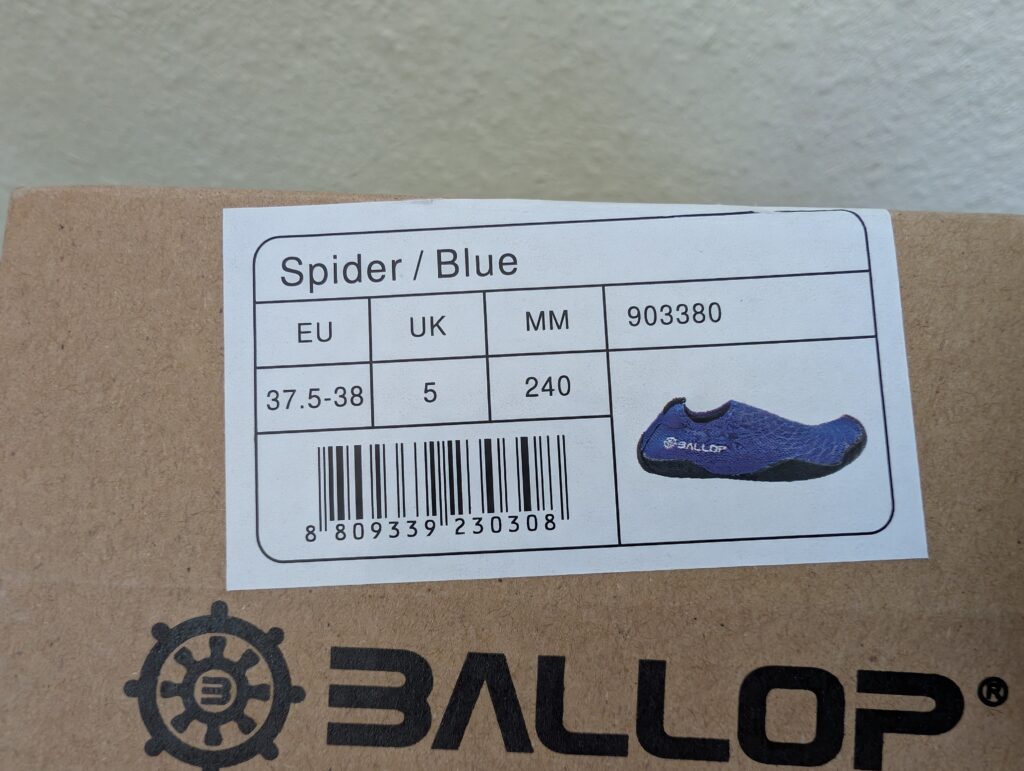 Spider / Blue
EU UK MM 903380
37.5-38 5 240
BALLOP
8 809339 230308
B BALLOP®